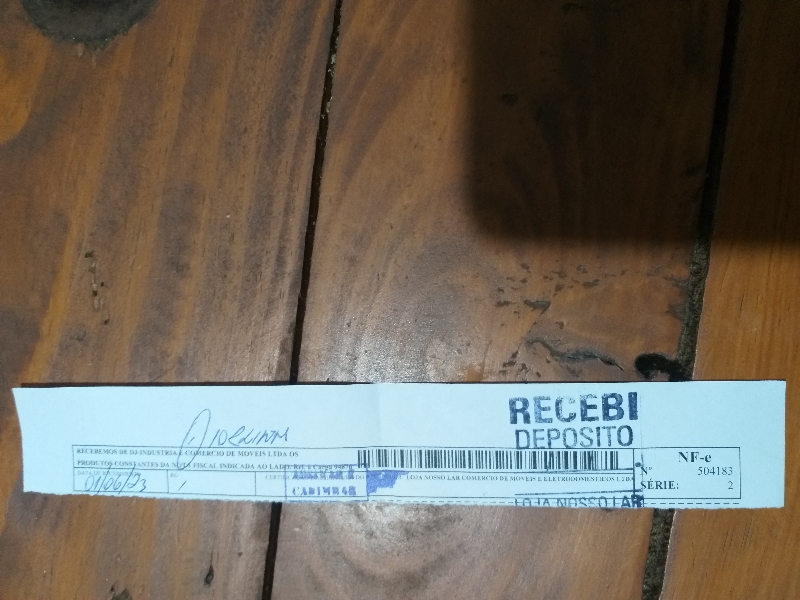 RECEBI
DEPOSITO
RECEBEMOS DE DJ-INDUSTRIA E COMERCIO DE MOVEIS LTDA OS
PRODUTOS CONSTANTES DA NOTA FISCAL INDICADA AO LADO.
NF-e
Nº 504183
SÉRIE: 2
01/06/23
LOJA NOSSO LAR COMERCIO DE MOVEIS E ELETRODOMESTICOS LTDA
LOJA NOSSO LAR